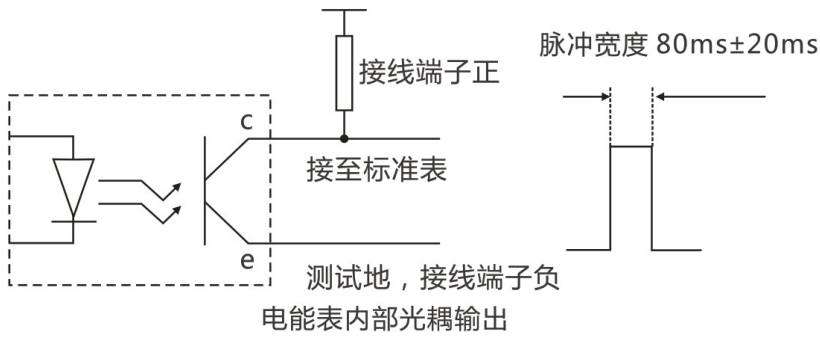 脉冲宽度 80ms±20ms
接线端子正
c
接至标准表
e
测试地，接线端子负
电能表内部光耦输出